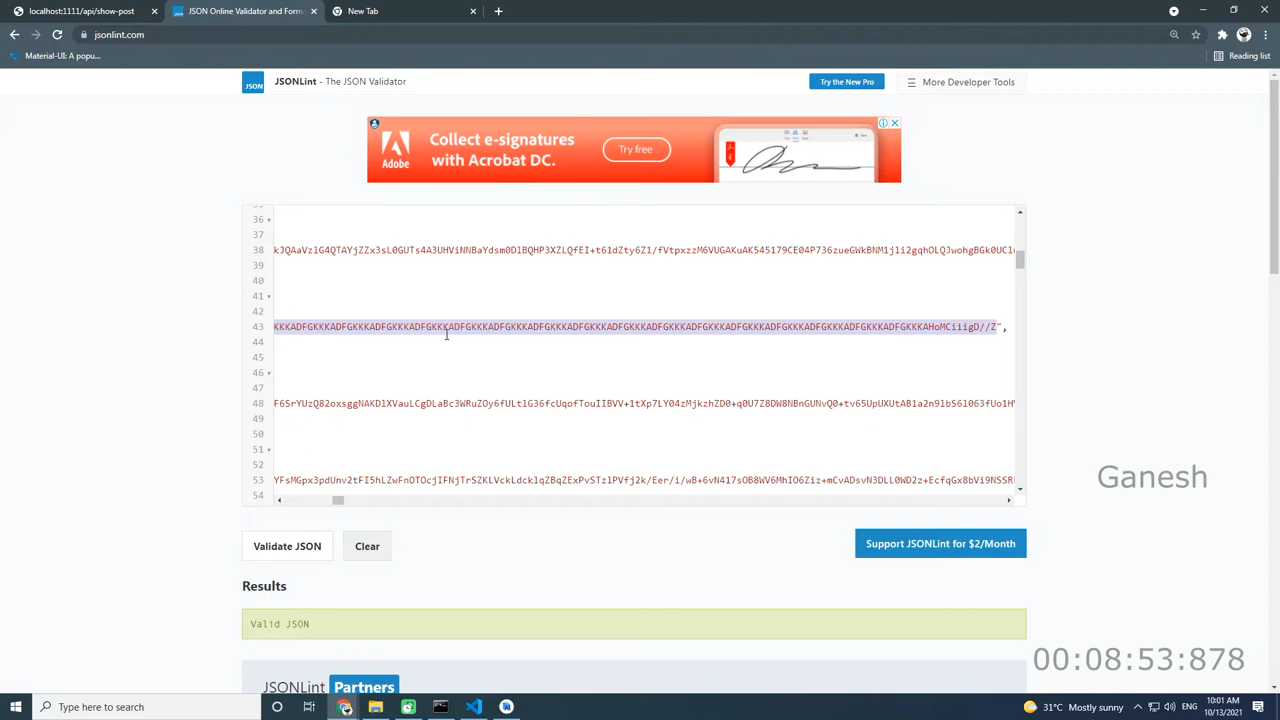 localhost:11111/api/show-post
JSON Online Validator and Form
New Tab
jsonlint.com
Material-UI: A popu...
Reading list
JSON
JSONLint - The JSON Validator
Try the New Pro
More Developer Tools
Adobe
Collect e-signatures
with Acrobat DC.
Try free
36
37
38
39
40
41
42
43 KKKADFGKKKADFGKKKADFGKKKADFGKKKADFGKKKADFGKKKADFGKKKADFGKKKADFGKKKADFGKKKADFGKKKADFGKKKADFGKKKADFGKKKADFGKKKADFGKKKAHoMCiiigD//Z",
44
45
46
47
48
49
50
51
52
53
54
Ganesh
Validate JSON
Clear
Support JSONLint for $2/Month
Results
Valid JSON
00:08:53:878
JSONLint Partners
Type here to search
31°C Mostly sunny
10:01 AM
10/13/2021